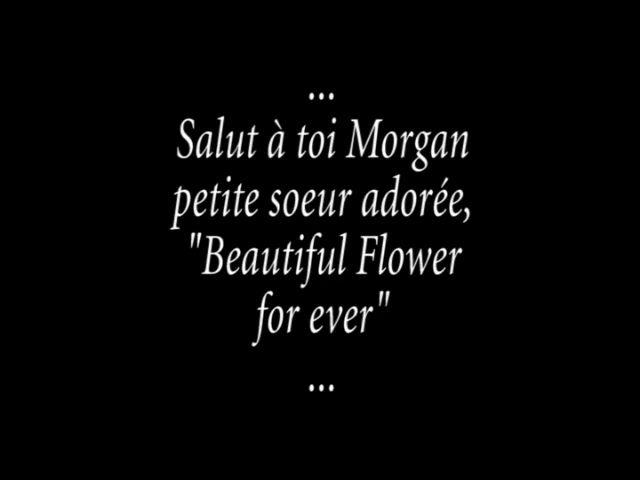 ...
Salut à toi Morgan
petite soeur adorée,
"Beautiful Flower
for ever"
...